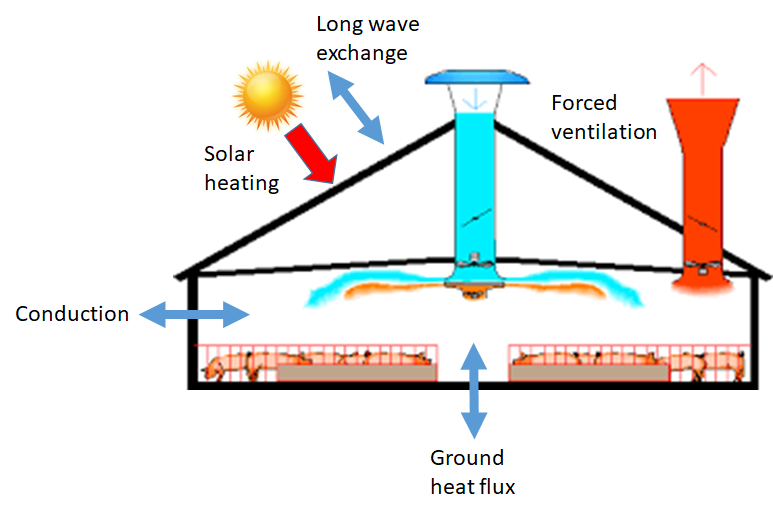 Long wave
exchange
Forced
ventilation
Solar
heating
Conduction
Ground
heat flux